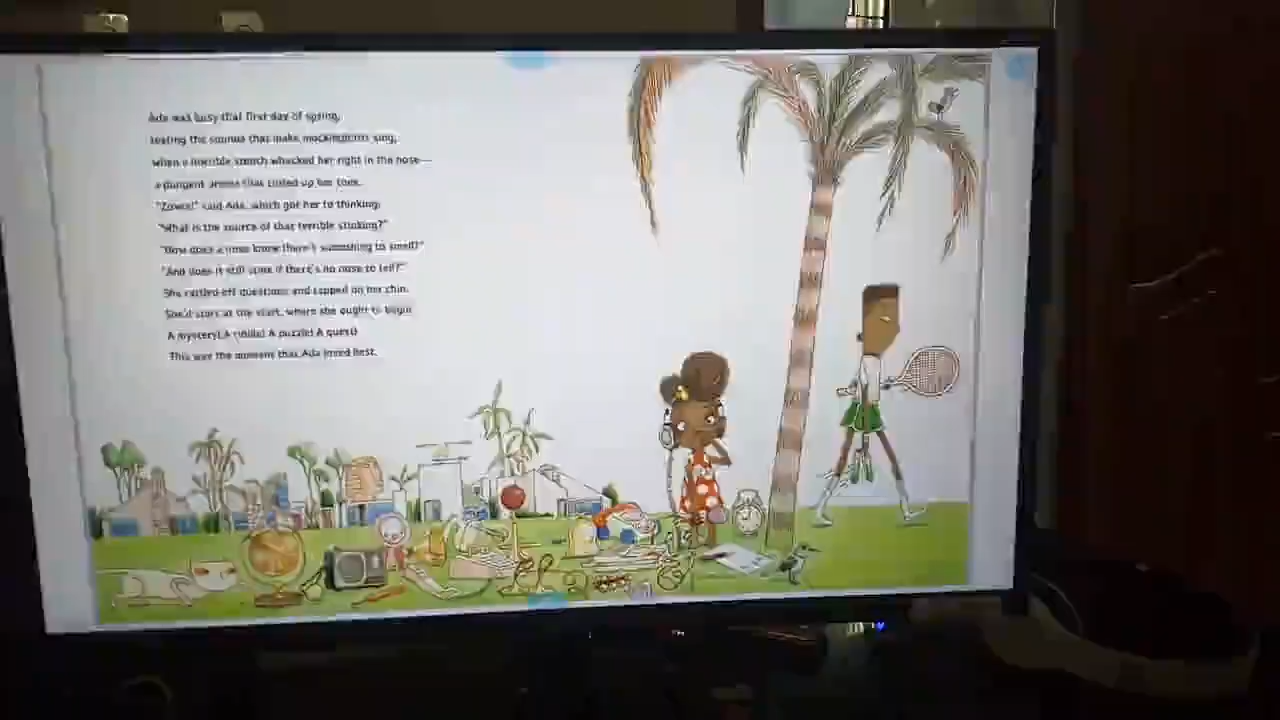 Ada was busy that first day of spring,
testing the sounds that make mockingbirds sing,
when a horrible stench whacked her right in the nose—
a pungent aroma that curled up her toes.
"Zowie!" said Ada, which got her to thinking:
"What is the source of that terrible stinking?"
"How does a nose know there's something to smell?"
"And does it still stink if there's no nose to tell?"
She rattled off questions and tapped on her chin.
She'd start at the start, where she ought to begin.
A mystery! A riddle! A puzzle! A quest!
This was the moment that Ada loved best.